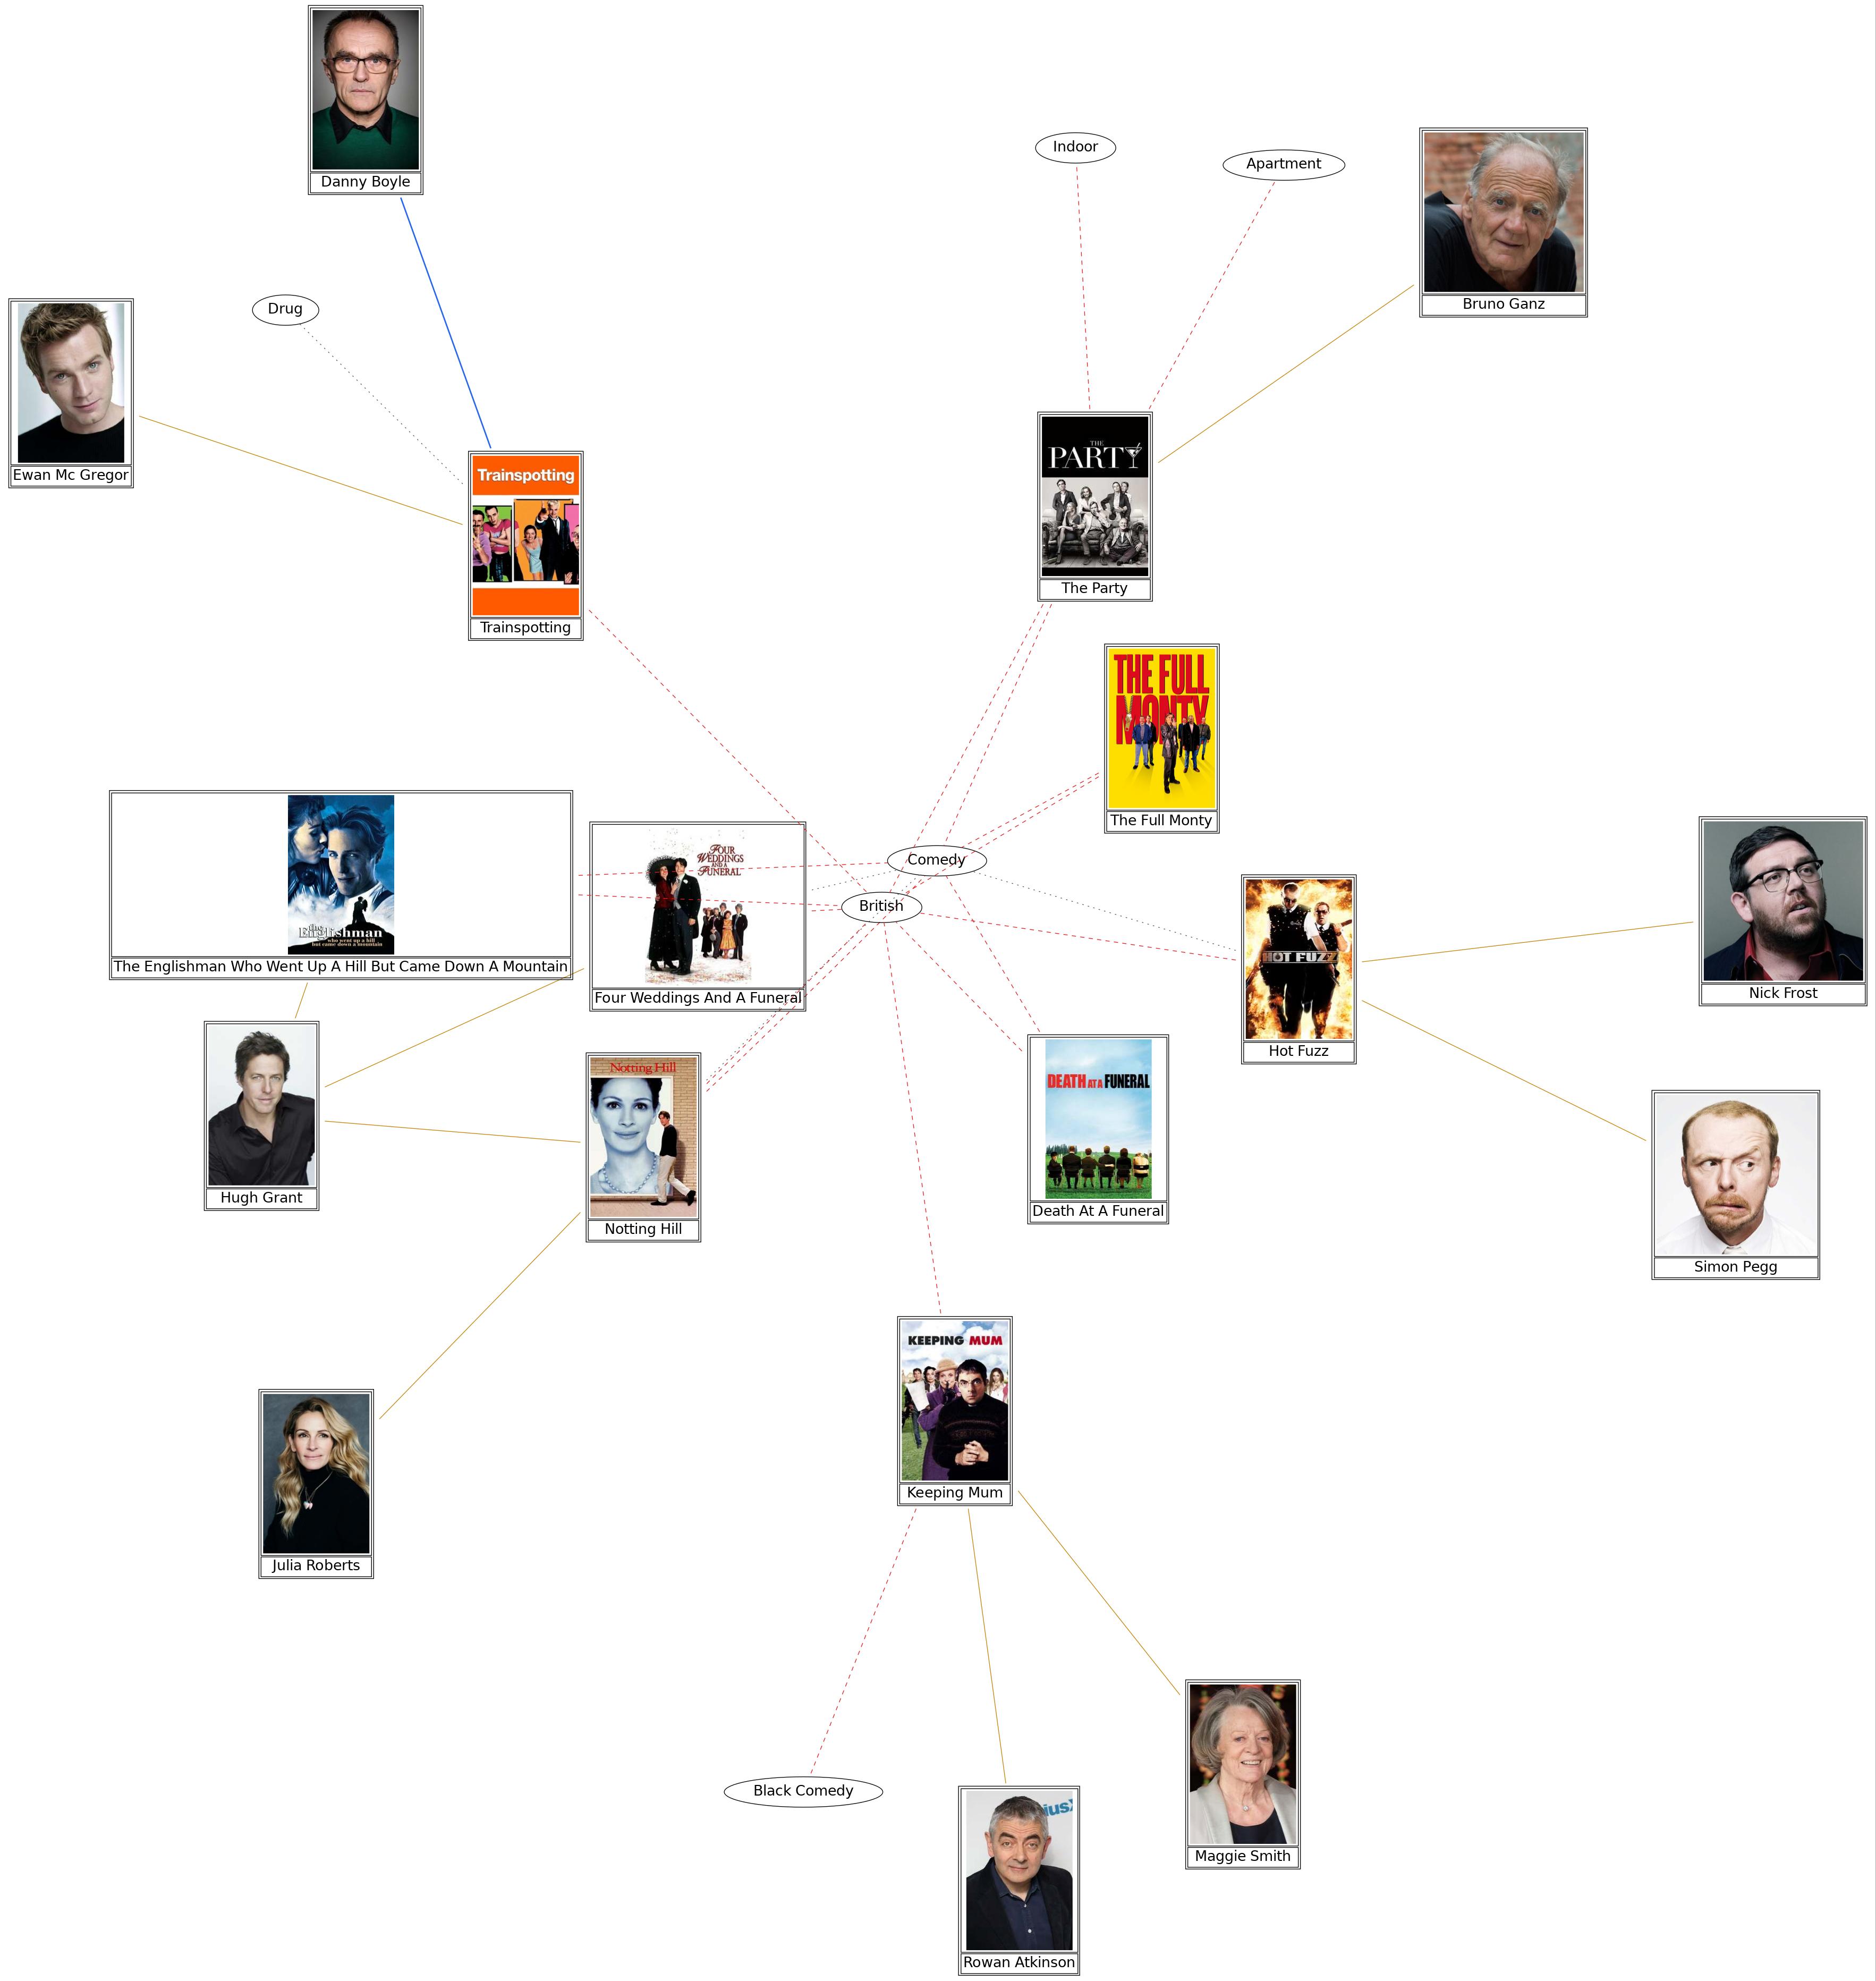 Danny Boyle
Indoor
Apartment
Bruno Ganz
Drug
Ewan Mc Gregor
Trainspotting
Trainspotting
THE
PARTY
The Party
THE FULL
MONTY
The Full Monty
the
Englishman
who went up a hill
but came down a mountain
The Englishman Who Went Up A Hill But Came Down A Mountain
FOUR
WEDDINGS
AND A
FUNERAL
Four Weddings And A Funeral
Comedy
British
HOT FUZZ
Hot Fuzz
Nick Frost
Hugh Grant
Notting Hill
Notting Hill
DEATH AT A FUNERAL
Death At A Funeral
Simon Pegg
KEEPING MUM
Keeping Mum
Julia Roberts
Black Comedy
iusX
Rowan Atkinson
Maggie Smith